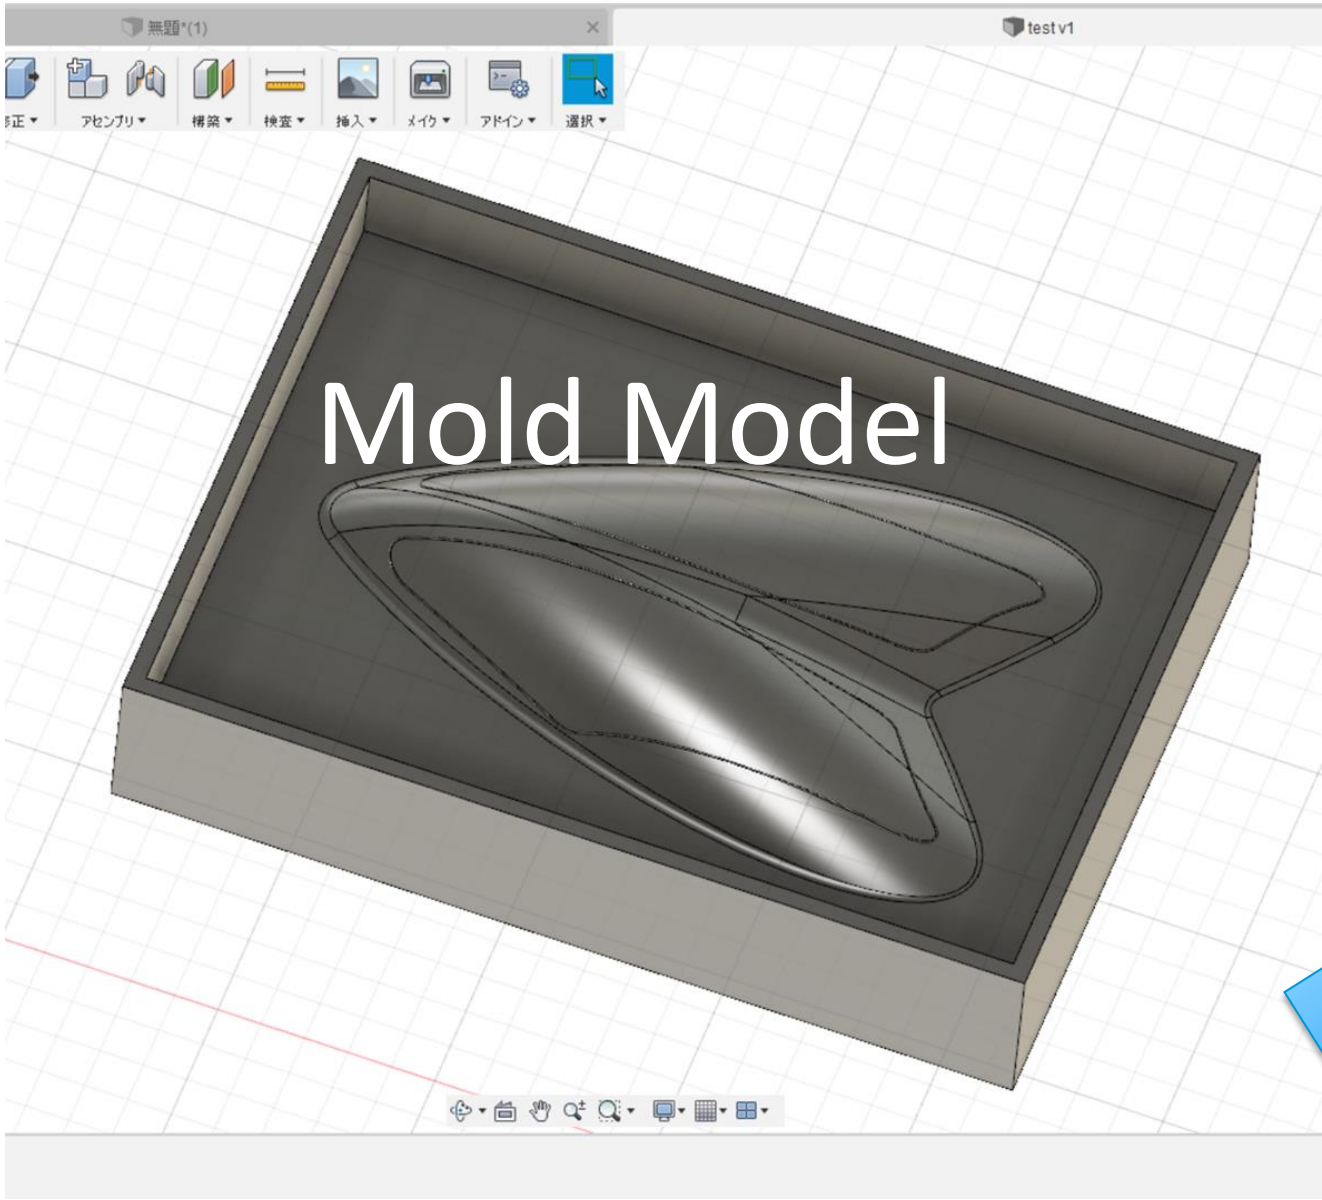 無題*(1)
test v1
修正 アセンブリ 構築 検査 挿入 メイク アドイン 選択
Mold Model